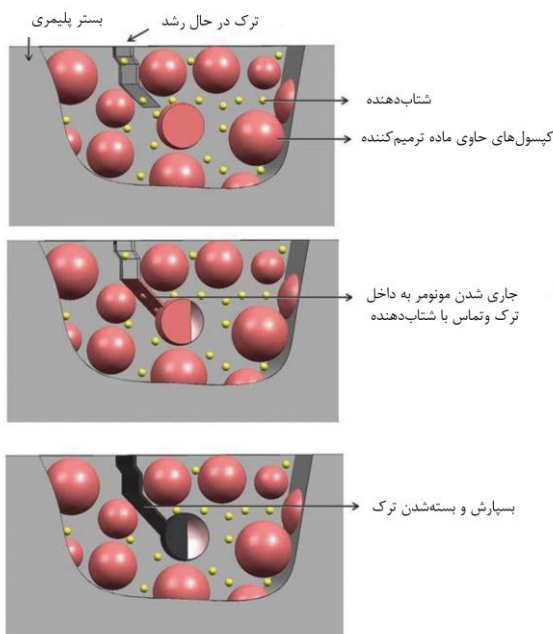 بستر پلیمری
ترک در حال رشد
شتاب‌دهنده
کپسول‌های حاوی ماده ترمیم‌کننده
جاری شدن مونومر به داخل
ترک وتماس با شتاب‌دهنده
بسپارش و بسته‌شدن ترک